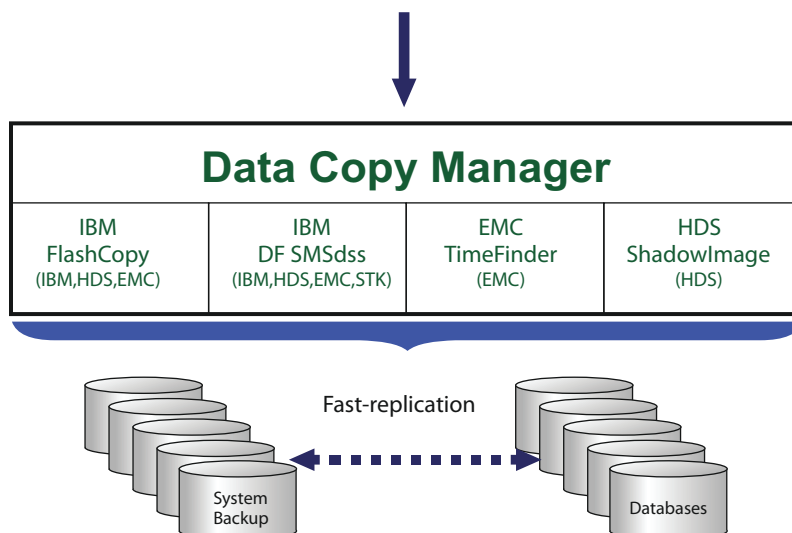 Data Copy Manager
IBM
FlashCopy
(IBM,HDS,EMC)
IBM
DF SMSdss
(IBM,HDS,EMC,STK)
EMC
TimeFinder
(EMC)
HDS
ShadowImage
(HDS)
Fast-replication
System
Backup
Databases